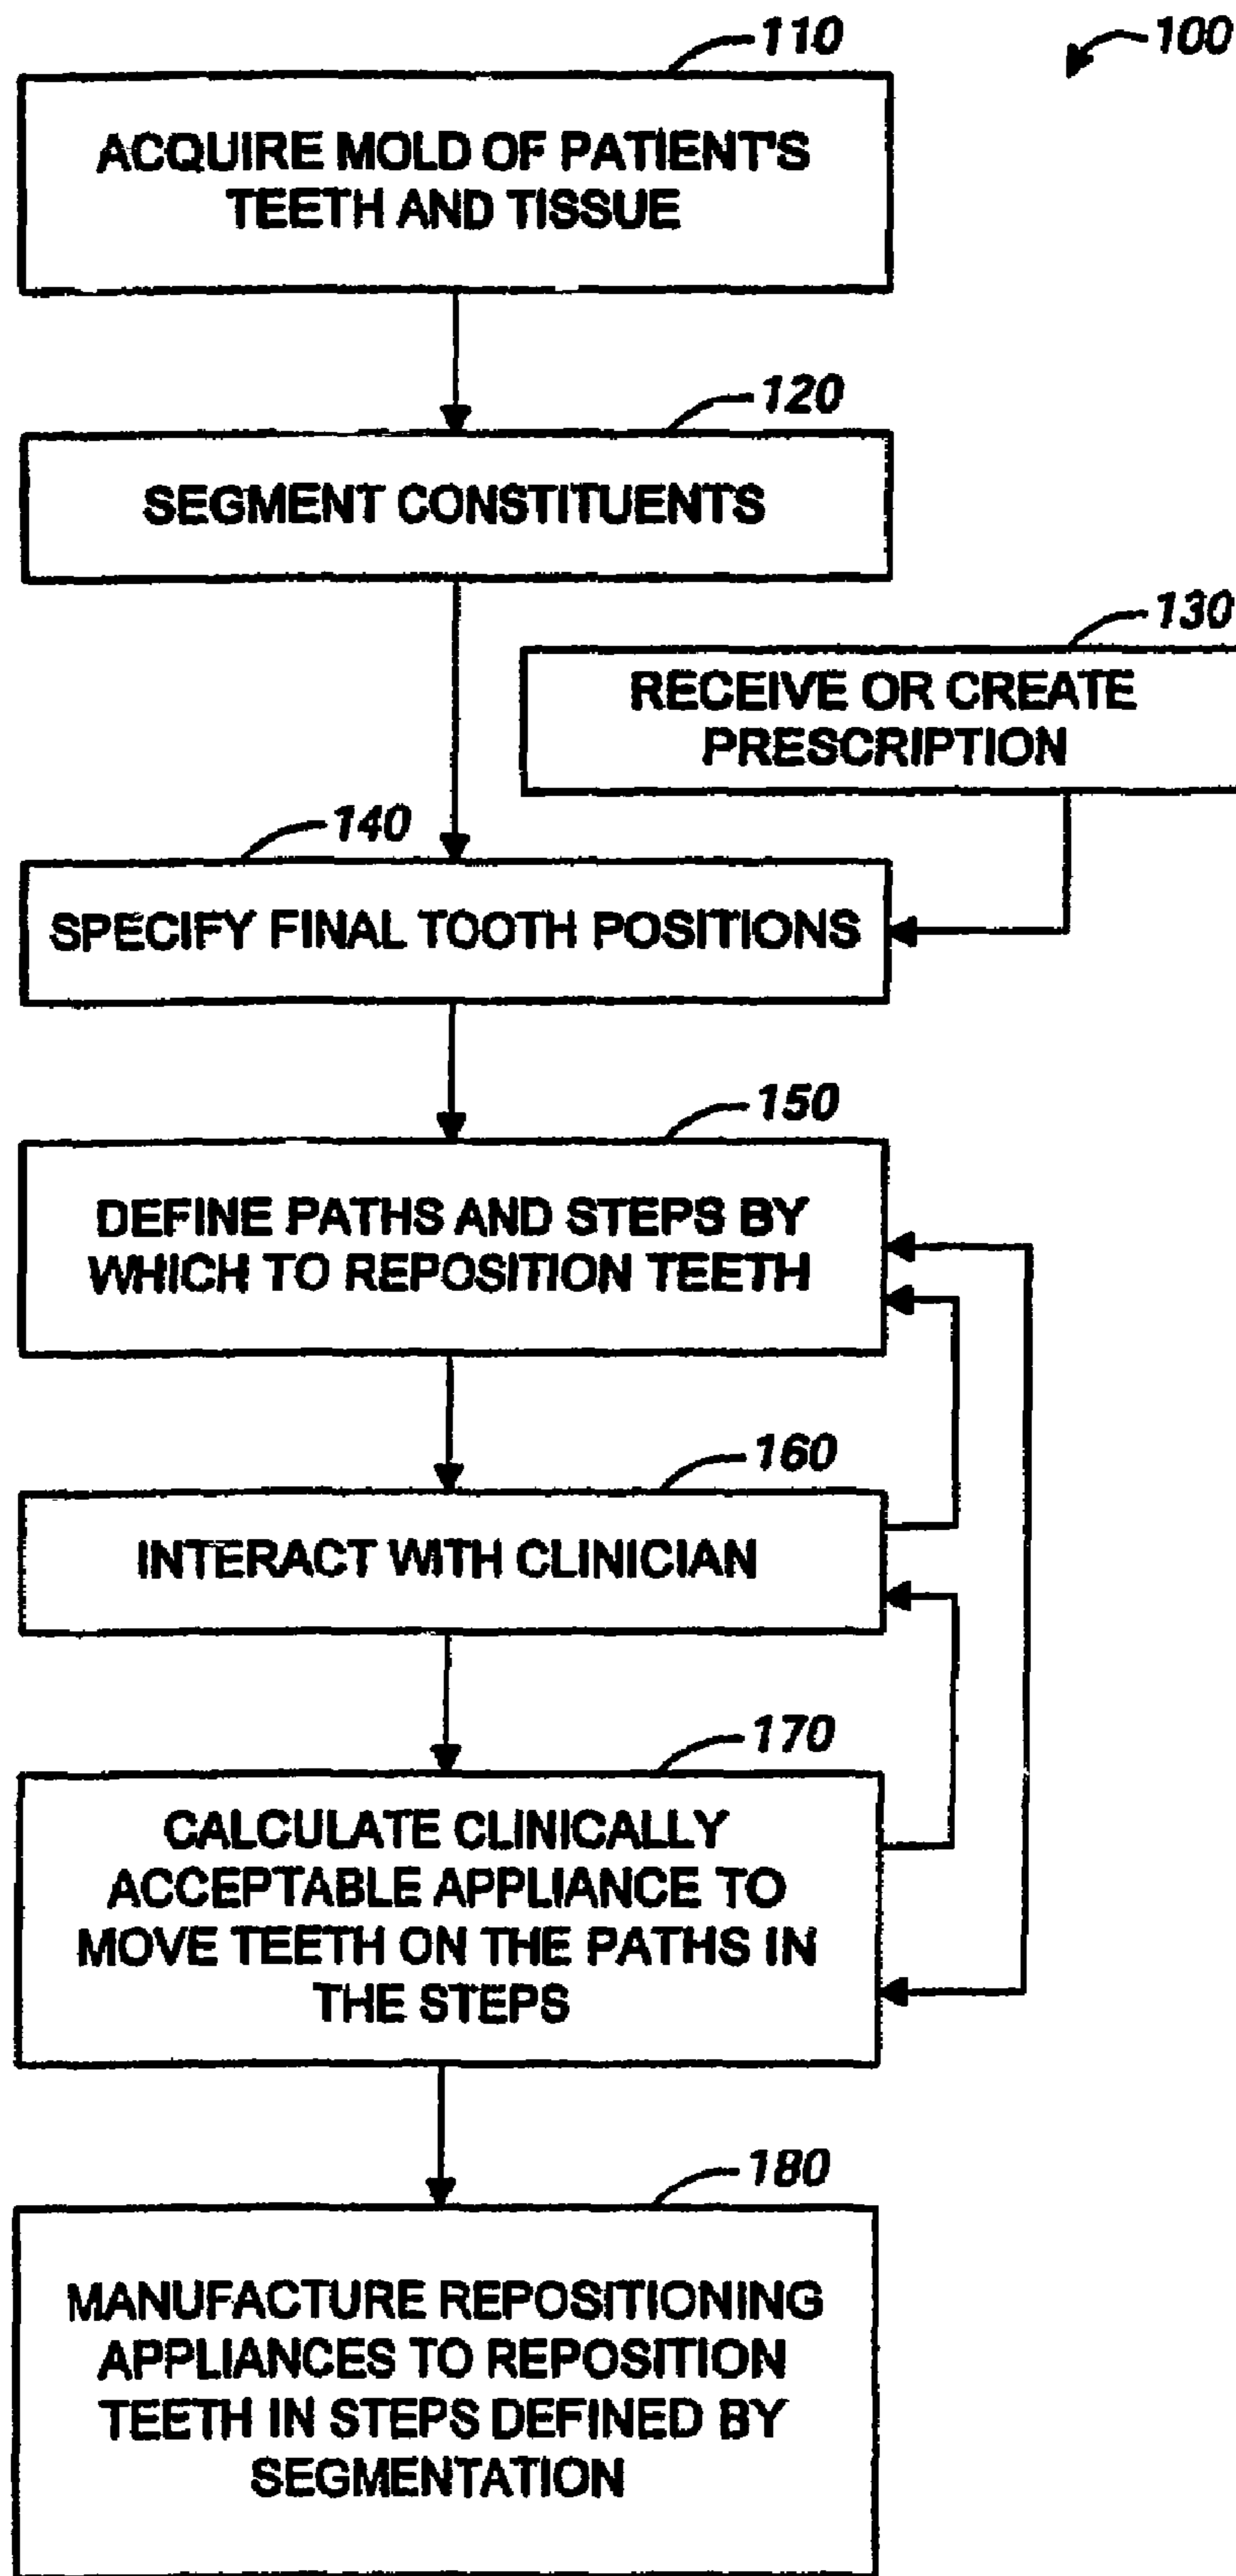 110
100
ACQUIRE MOLD OF PATIENT'S
TEETH AND TISSUE
120
SEGMENT CONSTITUENTS
130
RECEIVE OR CREATE
PRESCRIPTION
140
SPECIFY FINAL TOOTH POSITIONS
150
DEFINE PATHS AND STEPS BY
WHICH TO REPOSITION TEETH
160
INTERACT WITH CLINICIAN
170
CALCULATE CLINICALLY
ACCEPTABLE APPLIANCE TO
MOVE TEETH ON THE PATHS IN
THE STEPS
180
MANUFACTURE REPOSITIONING
APPLIANCES TO REPOSITION
TEETH IN STEPS DEFINED BY
SEGMENTATION